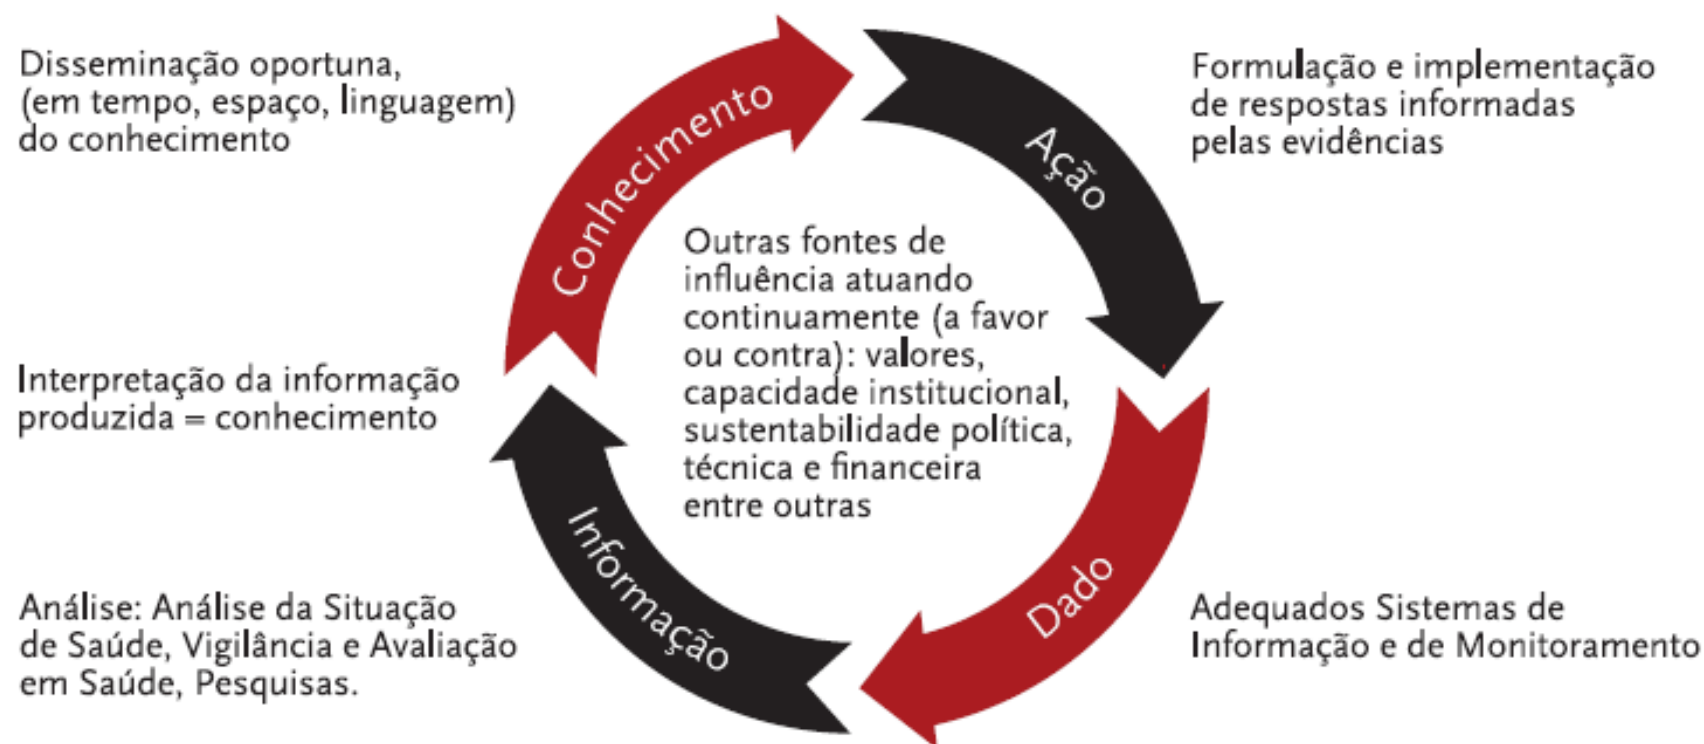 Disseminação oportuna,
(em tempo, espaço, linguagem)
do conhecimento
Conhecimento
Ação
Formulação e implementação
de respostas informadas
pelas evidências
Outras fontes de
influência atuando
continuamente (a favor
ou contra): valores,
capacidade institucional,
sustentabilidade política,
técnica e financeira
entre outras
Interpretação da informação
produzida = conhecimento
Informação
Dado
Análise: Análise da Situação
de Saúde, Vigilância e Avaliação
em Saúde, Pesquisas.
Adequados Sistemas de
Informação e de Monitoramento